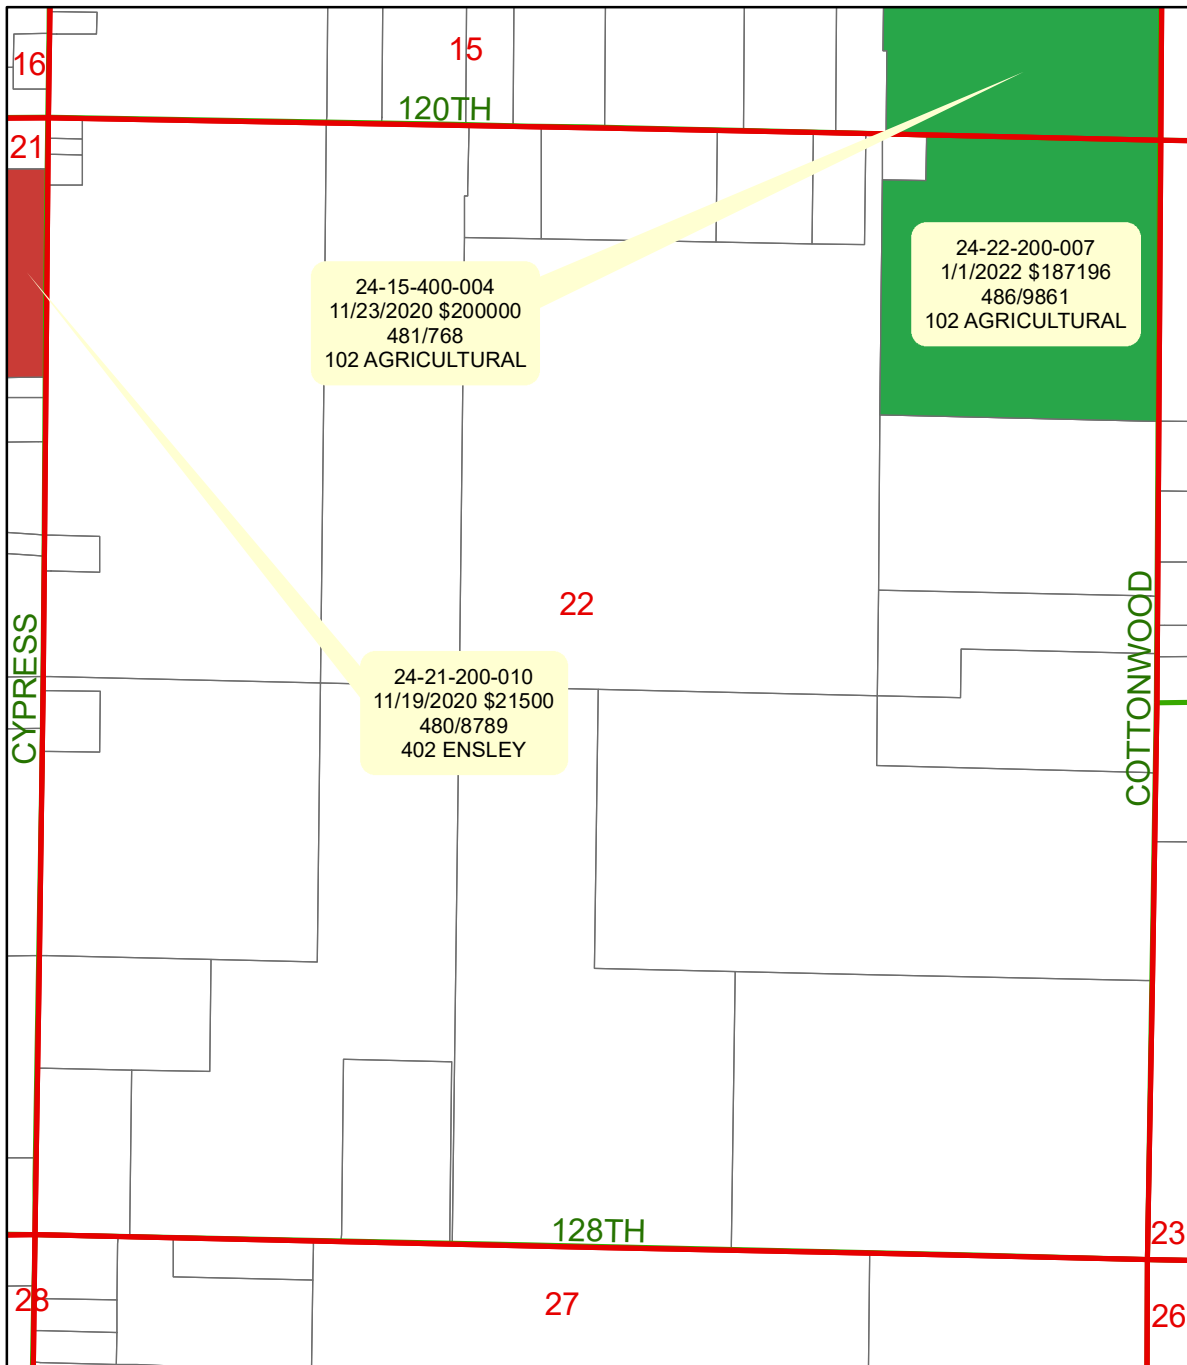 15
16
120TH
21
24-22-200-007
1/1/2022 $187196
486/9861
102 AGRICULTURAL
24-15-400-004
11/23/2020 $200000
481/768
102 AGRICULTURAL
22
CYPRESS
COTTONWOOD
24-21-200-010
11/19/2020 $21500
480/8789
402 ENSLEY
128TH
23
28
27
26